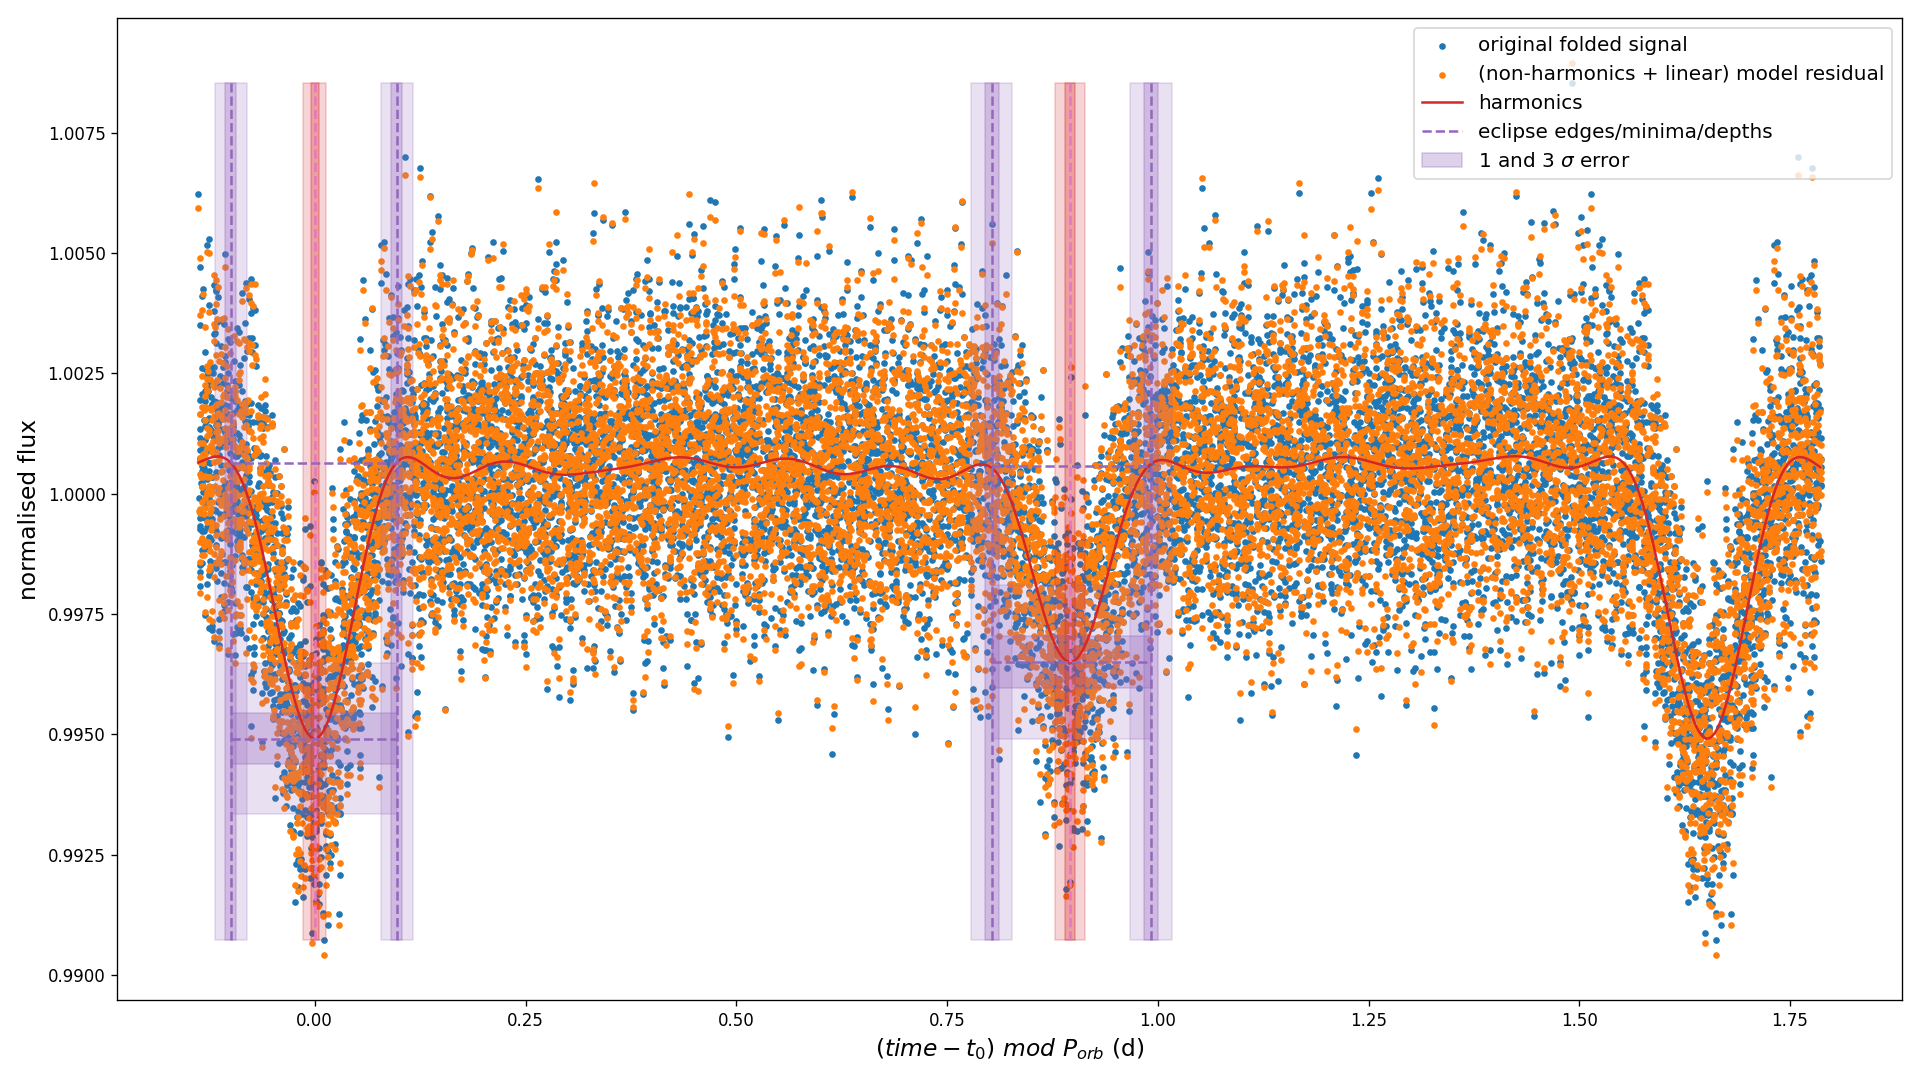 original folded signal
(non-harmonics + linear) model residual
harmonics
eclipse edges/minima/depths
1 and 3 σ error
normalised flux
1.0075
1.0050
1.0025
1.0000
0.9975
0.9950
0.9925
0.9900
0.00 0.25 0.50 0.75 1.00 1.25 1.50 1.75
(time − t₀) mod P_orb (d)